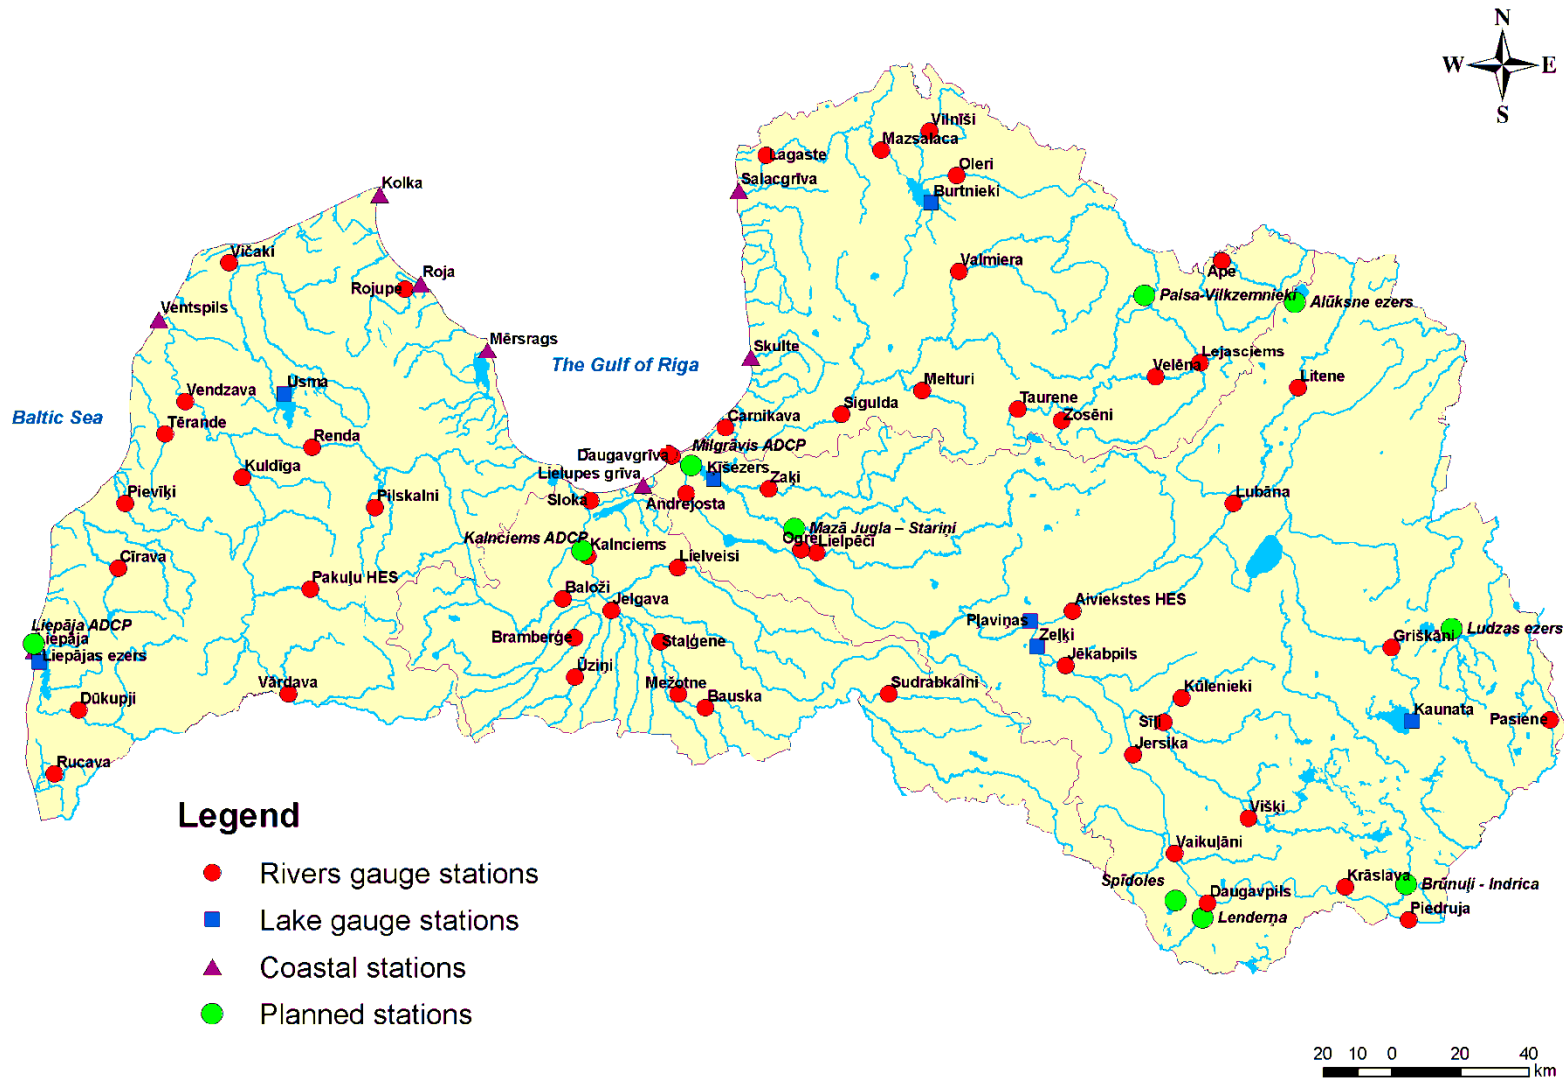 N
W E
S
Vilnīši
Mazsalaca
Lagaste
Oleri
Salacgrīva
Kolka
Burtnieki
Vičaki
Valmiera
Roja
Ape
Rojupe
Palsa-Vilkzemnieki
Alūksne ezers
Ventspils
Mērsrags
Skulte
The Gulf of Riga
Lejasciems
Velēna
Usma
Melturi
Litene
Vendzava
Taurene
Baltic Sea
Sigulda
Carnikava
Zosēni
Tērande
Renda
Milgrāvis ADCP
Daugavgrīva
Kuldīga
Ķīšezers
Lielupes grīva
Zaķi
Pievīķi
Pilskalni
Sloka
Andrejosta
Lubāna
Mazā Jugla – Stariņi
Kalnciems ADCP
Ogre
Lielpēči
Kalnciems
Cīrava
Lielveisi
Pakuļu HES
Baloži
Jelgava
Aiviekstes HES
Pļaviņas
Liepāja ADCP
Liepāja
Bramberģe
Staļģene
Zeļķi
Griškāni
Ludzas ezers
Liepājas ezers
Jēkabpils
Ūziņi
Vārdava
Mežotne
Sudrabkalni
Kūlenieki
Dūkupji
Bauska
Kaunata
Sīļi
Pasiene
Jersika
Rucava
Legend
Višķi
Vaikuļāni
Rivers gauge stations
Spīdoles
Krāslava
Brūnuļi - Indrica
Daugavpils
Lake gauge stations
Lenderņa
Piedruja
Coastal stations
Planned stations
20 10 0 20 40
km